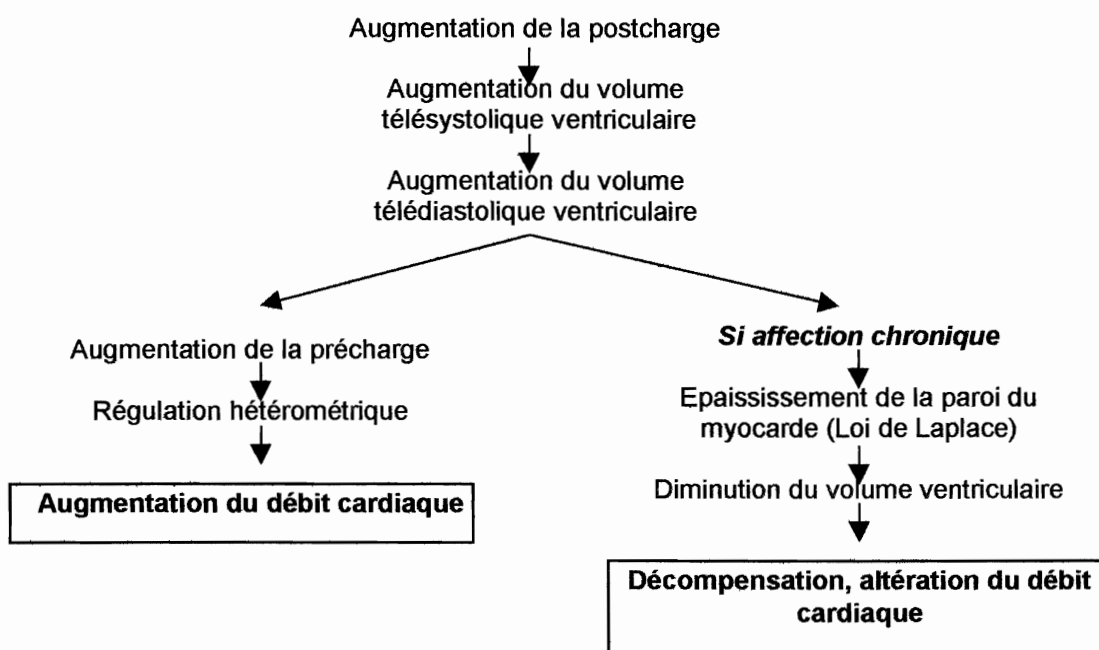 Augmentation de la postcharge
Augmentation du volume
télésystolique ventriculaire
Augmentation du volume
télédiastolique ventriculaire
Augmentation de la précharge
Régulation hétérométrique
Augmentation du débit cardiaque
Si affection chronique
Epaississement de la paroi du
myocarde (Loi de Laplace)
Diminution du volume ventriculaire
Décompensation, altération du débit
cardiaque